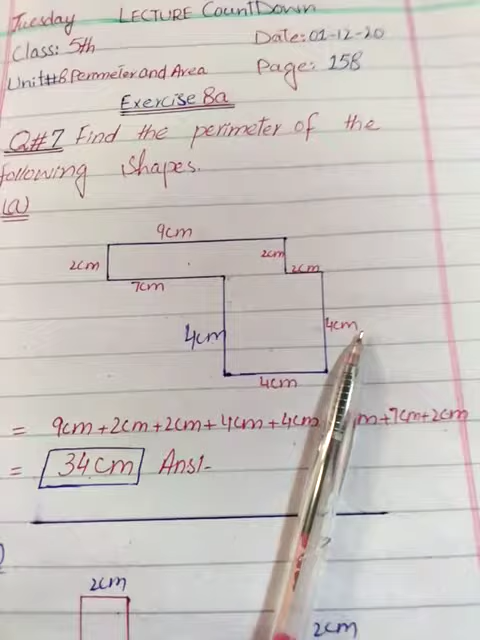 Tuesday LECTURE CountDown
Class: 5th Date: 02-12-20
Unit#8 Perimeter and Area Page: 158
Exercise 8a
Q#7 Find the perimeter of the
following shapes.
(a)
9cm
2cm 2cm
2cm
7cm
4cm 4cm
4cm
= 9cm+2cm+2cm+4cm+4cm m+7cm+2cm
= 34cm Ans1-
2cm
2cm